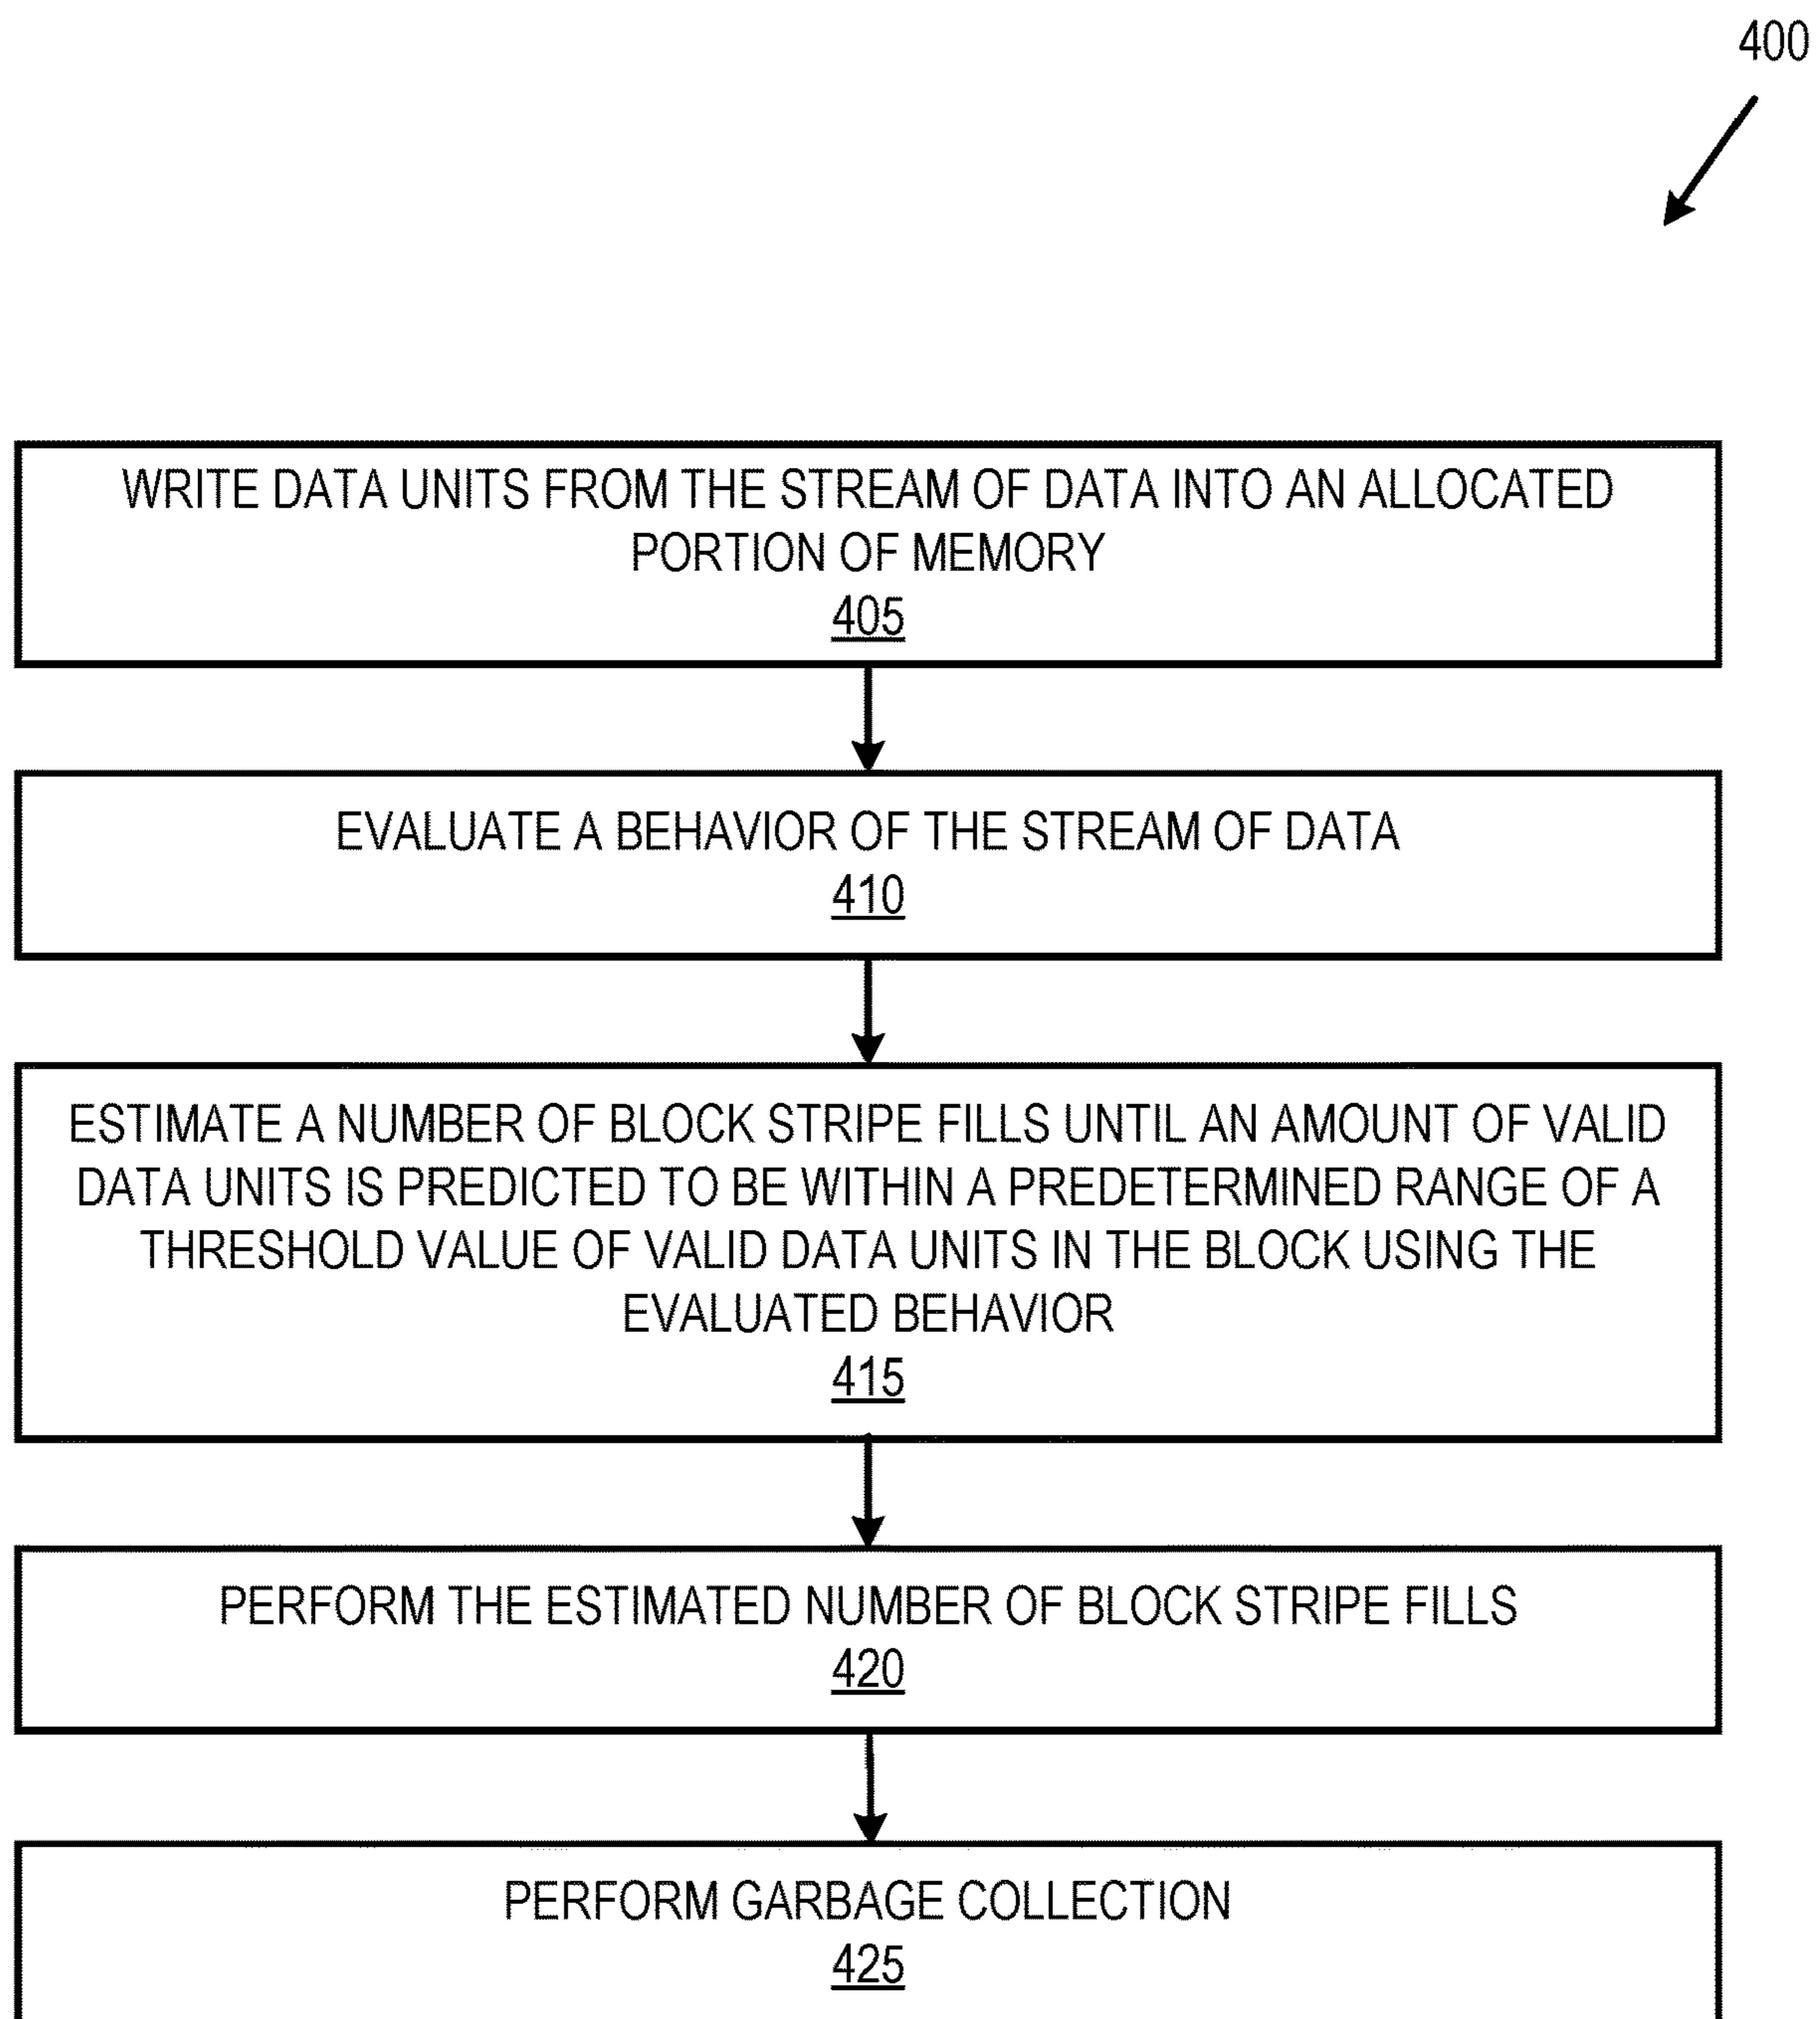 400
WRITE DATA UNITS FROM THE STREAM OF DATA INTO AN ALLOCATED
PORTION OF MEMORY
405
EVALUATE A BEHAVIOR OF THE STREAM OF DATA
410
ESTIMATE A NUMBER OF BLOCK STRIPE FILLS UNTIL AN AMOUNT OF VALID
DATA UNITS IS PREDICTED TO BE WITHIN A PREDETERMINED RANGE OF A
THRESHOLD VALUE OF VALID DATA UNITS IN THE BLOCK USING THE
EVALUATED BEHAVIOR
415
PERFORM THE ESTIMATED NUMBER OF BLOCK STRIPE FILLS
420
PERFORM GARBAGE COLLECTION
425